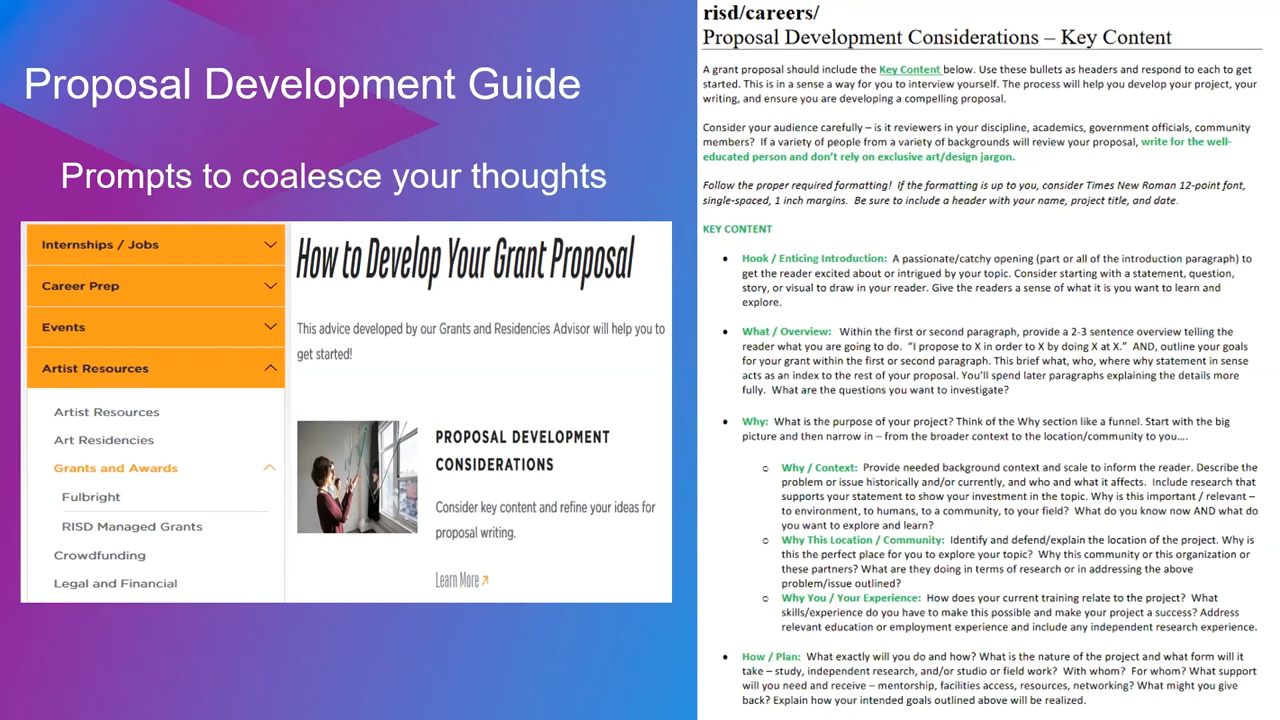 Proposal Development Guide
Prompts to coalesce your thoughts
Internships / Jobs
Career Prep
Events
Artist Resources
Artist Resources
Art Residencies
Grants and Awards
Fulbright
RISD Managed Grants
Crowdfunding
Legal and Financial
How to Develop Your Grant Proposal
This advice developed by our Grants and Residencies Advisor will help you to
get started!
PROPOSAL DEVELOPMENT
CONSIDERATIONS
Consider key content and refine your ideas for
proposal writing.
Learn More
risd/careers/
Proposal Development Considerations – Key Content
A grant proposal should include the Key Content below. Use these bullets as headers and respond to each to get
started. This is in a sense a way for you to interview yourself. The process will help you develop your project, your
writing, and ensure you are developing a compelling proposal.
Consider your audience carefully – is it reviewers in your discipline, academics, government officials, community
members? If a variety of people from a variety of backgrounds will review your proposal, write for the well-
educated person and don't rely on exclusive art/design jargon.
Follow the proper required formatting! If the formatting is up to you, consider Times New Roman 12-point font,
single-spaced, 1 inch margins. Be sure to include a header with your name, project title, and date.
KEY CONTENT
• Hook / Enticing Introduction: A passionate/catchy opening (part or all of the introduction paragraph) to
get the reader excited about or intrigued by your topic. Consider starting with a statement, question,
story, or visual to draw in your reader. Give the readers a sense of what it is you want to learn and
explore.
• What / Overview: Within the first or second paragraph, provide a 2-3 sentence overview telling the
reader what you are going to do. "I propose to X in order to X by doing X at X." AND, outline your goals
for your grant within the first or second paragraph. This brief what, who, where why statement in sense
acts as an index to the rest of your proposal. You'll spend later paragraphs explaining the details more
fully. What are the questions you want to investigate?
• Why: What is the purpose of your project? Think of the Why section like a funnel. Start with the big
picture and then narrow in – from the broader context to the location/community to you….
o Why / Context: Provide needed background context and scale to inform the reader. Describe the
problem or issue historically and/or currently, and who and what it affects. Include research that
supports your statement to show your investment in the topic. Why is this important / relevant –
to environment, to humans, to a community, to your field? What do you know now AND what do
you want to explore and learn?
o Why This Location / Community: Identify and defend/explain the location of the project. Why is
this the perfect place for you to explore your topic? Why this community or this organization or
these partners? What are they doing in terms of research or in addressing the above
problem/issue outlined?
o Why You / Your Experience: How does your current training relate to the project? What
skills/experience do you have to make this possible and make your project a success? Address
relevant education or employment experience and include any independent research experience.
• How / Plan: What exactly will you do and how? What is the nature of the project and what form will it
take – study, independent research, and/or studio or field work? With whom? For whom? What support
will you need and receive – mentorship, facilities access, resources, networking? What might you give
back? Explain how your intended goals outlined above will be realized.